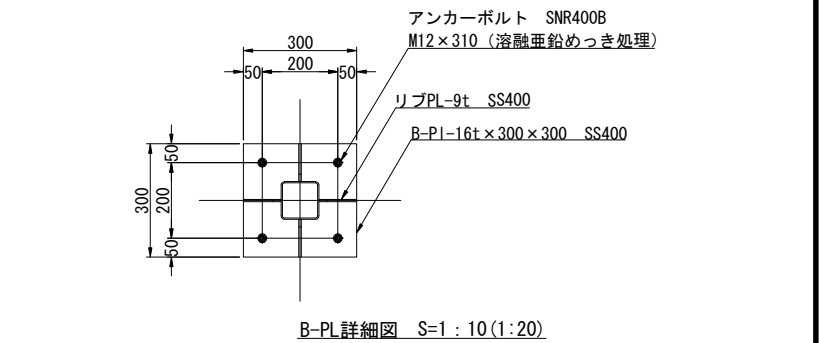 アンカーボルト SNR400B
M12×310 (溶融亜鉛めっき処理)
300
50 200 50
リブPL-9t SS400
B-Pl-16t×300×300 SS400
50
300 200
50
B-PL詳細図 S=1：10(1:20)